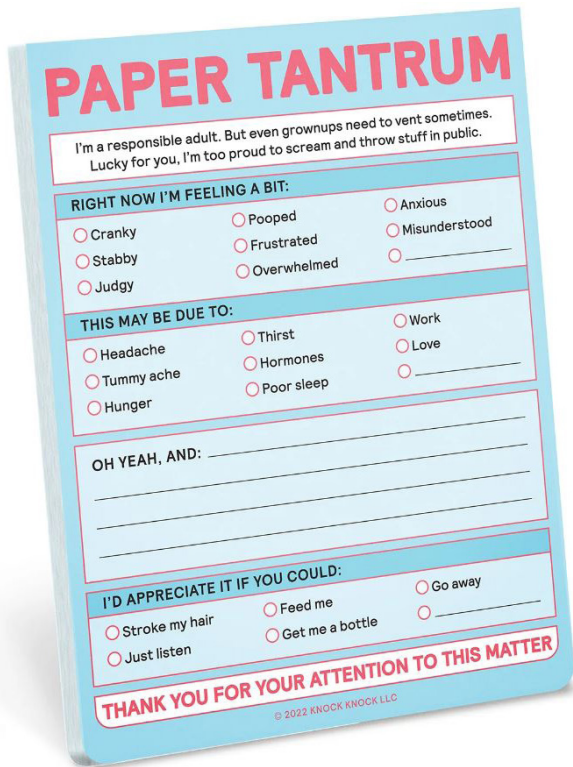 PAPER TANTRUM
I'm a responsible adult. But even grownups need to vent sometimes.
Lucky for you, I'm too proud to scream and throw stuff in public.
RIGHT NOW I'M FEELING A BIT:
Cranky
Stabby
Judgy
Pooped
Frustrated
Overwhelmed
Anxious
Misunderstood
THIS MAY BE DUE TO:
Headache
Tummy ache
Hunger
Thirst
Hormones
Poor sleep
Work
Love
OH YEAH, AND:
I'D APPRECIATE IT IF YOU COULD:
Stroke my hair
Just listen
Feed me
Get me a bottle
Go away
THANK YOU FOR YOUR ATTENTION TO THIS MATTER
© 2022 KNOCK KNOCK LLC